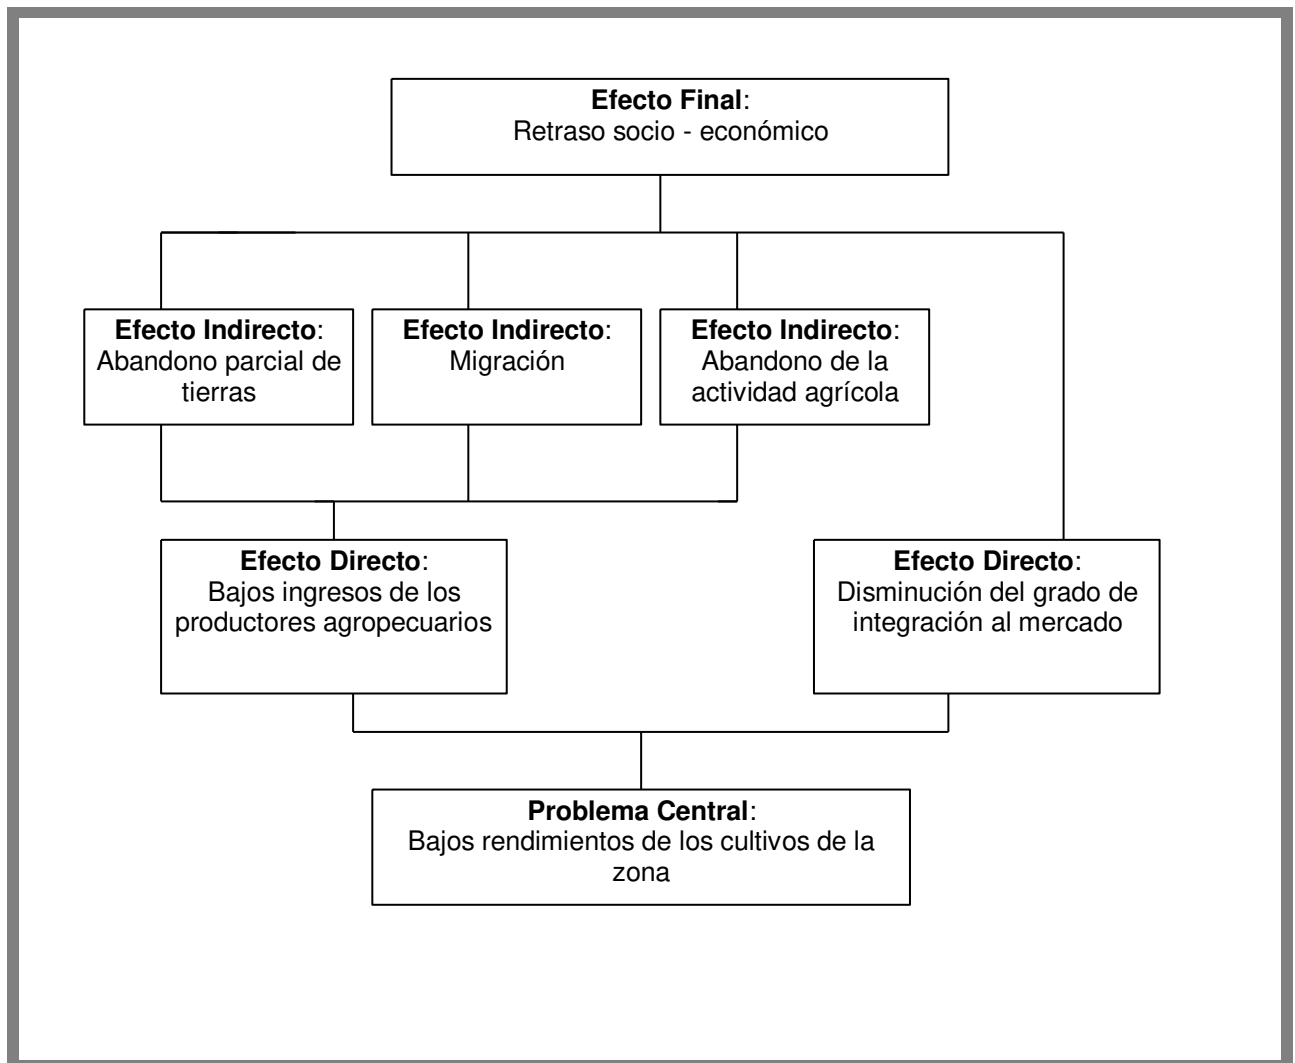 Efecto Final:
Retraso socio - económico
Efecto Indirecto:
Abandono parcial de
tierras
Efecto Indirecto:
Migración
Efecto Indirecto:
Abandono de la
actividad agrícola
Efecto Directo:
Bajos ingresos de los
productores agropecuarios
Efecto Directo:
Disminución del grado de
integración al mercado
Problema Central:
Bajos rendimientos de los cultivos de la
zona